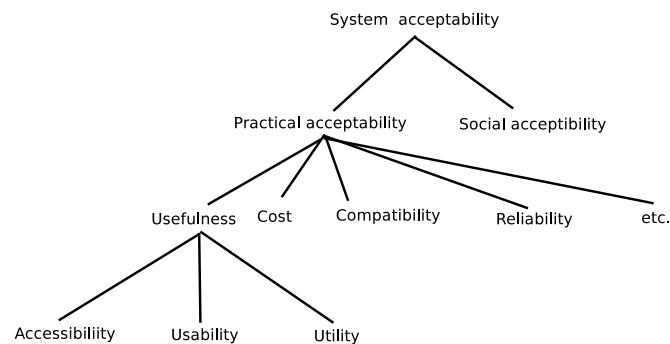 System acceptability
Practical acceptability
Social acceptibility
Usefulness
Cost
Compatibility
Reliability
etc.
Accessibiliity
Usability
Utility